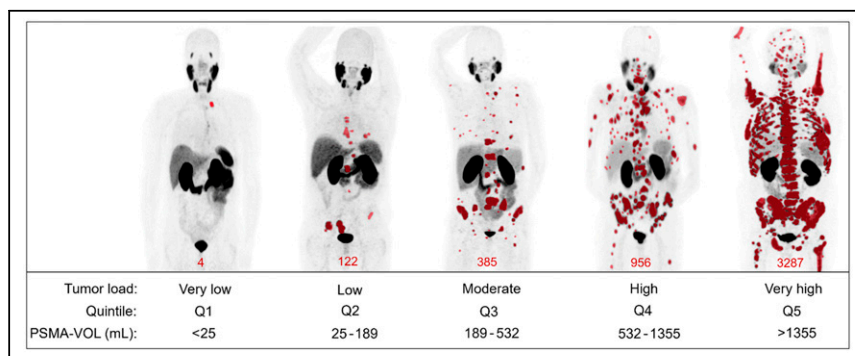 4 122 385 956 3287
Tumor load: Very low Low Moderate High Very high
Quintile: Q1 Q2 Q3 Q4 Q5
PSMA-VOL (mL): <25 25-189 189-532 532-1355 >1355